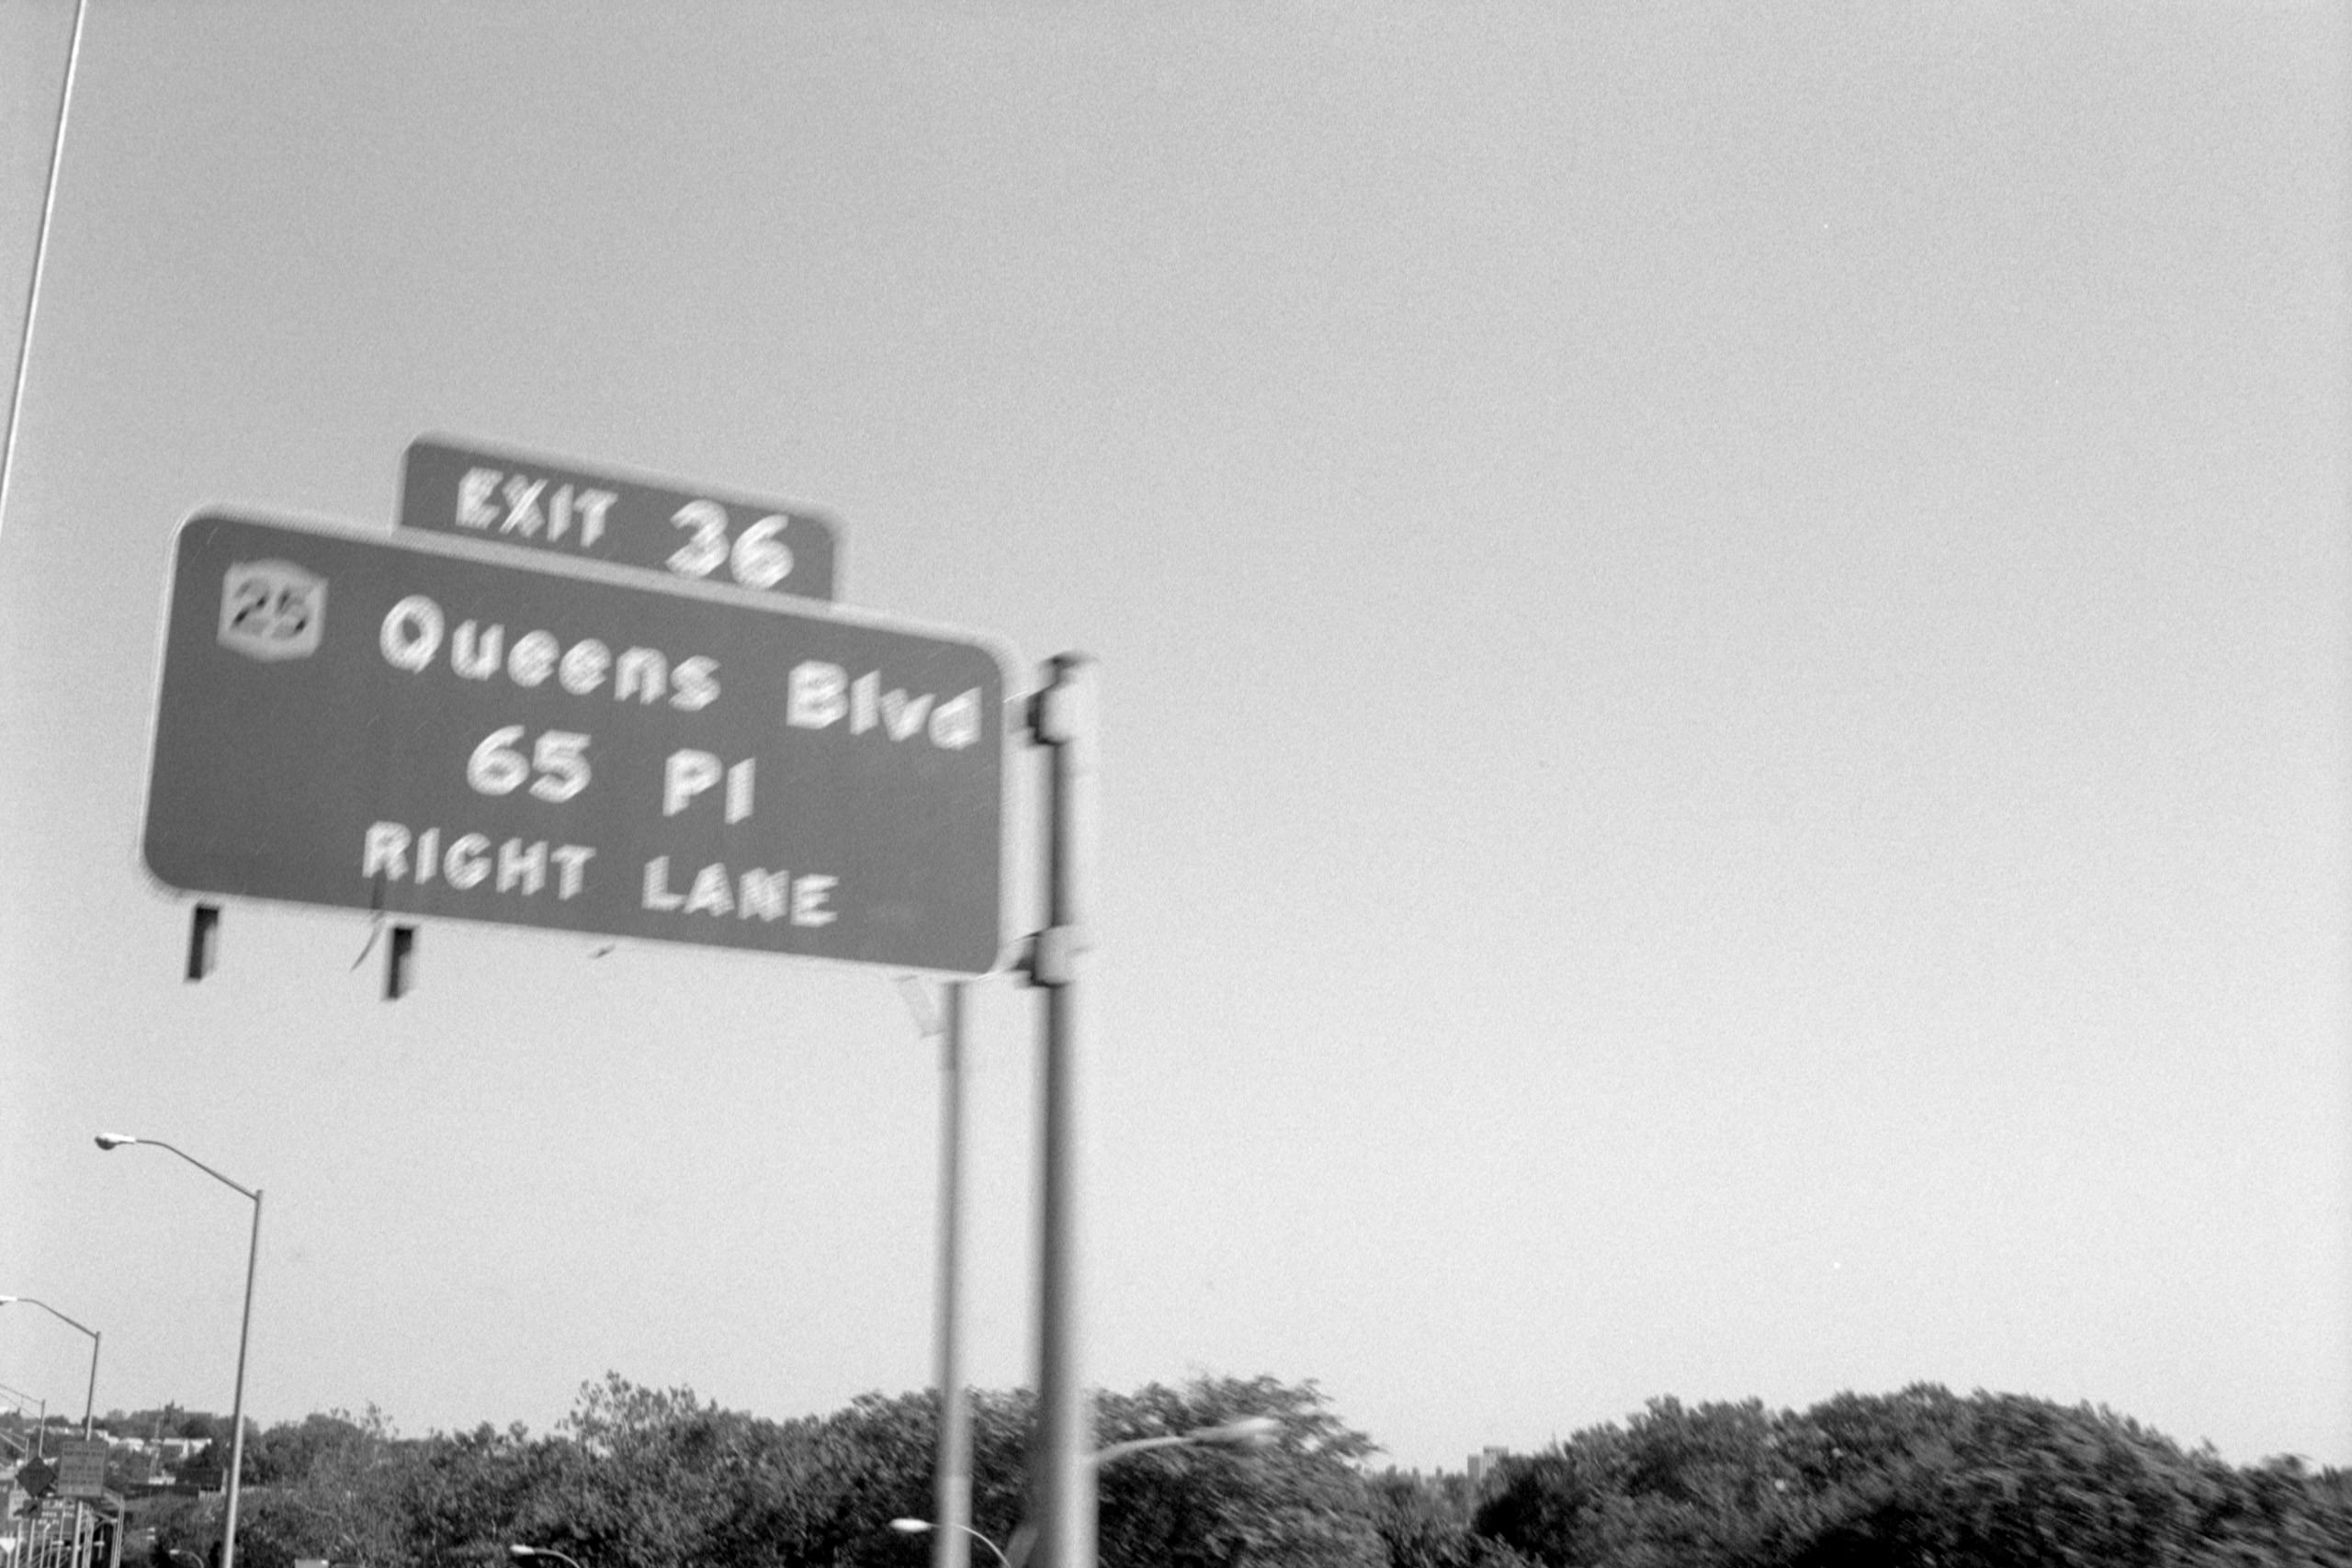 EXIT 36
25 Queens Blvd
65 Pl
RIGHT LANE